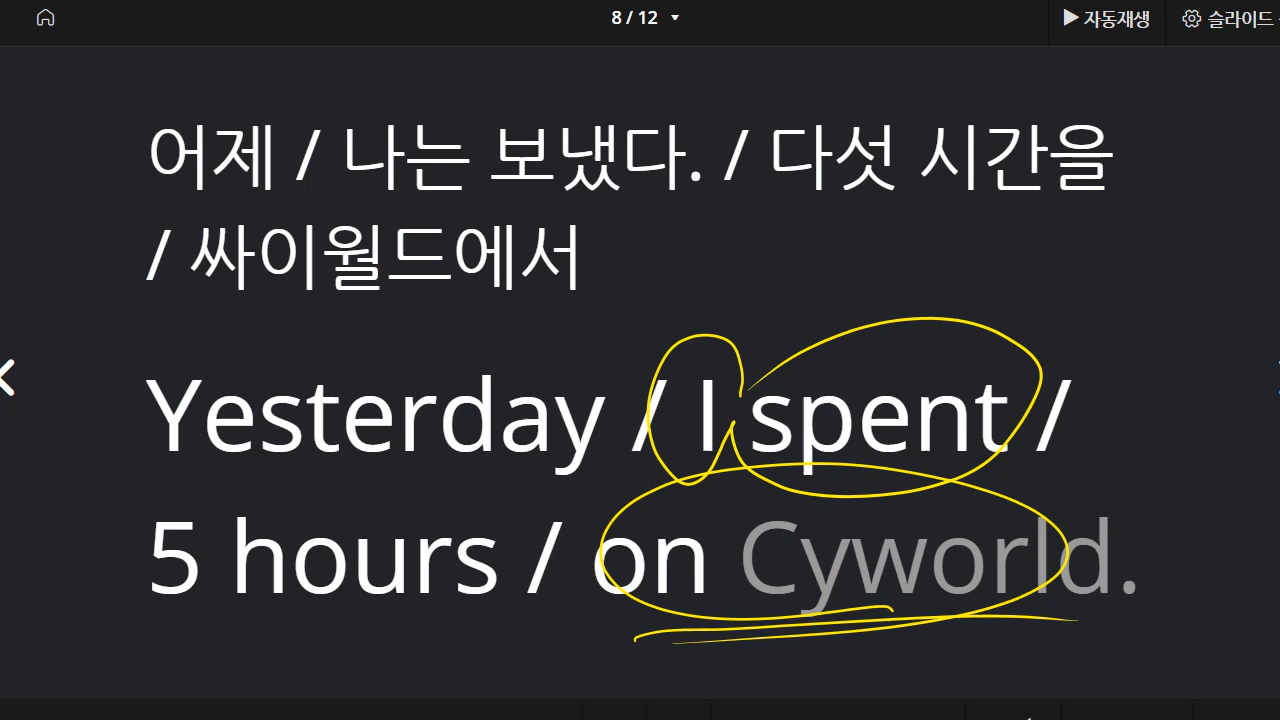 8 / 12
자동재생
슬라이드
어제 / 나는 보냈다. / 다섯 시간을
/ 싸이월드에서
Yesterday / I spent /
5 hours / on Cyworld.